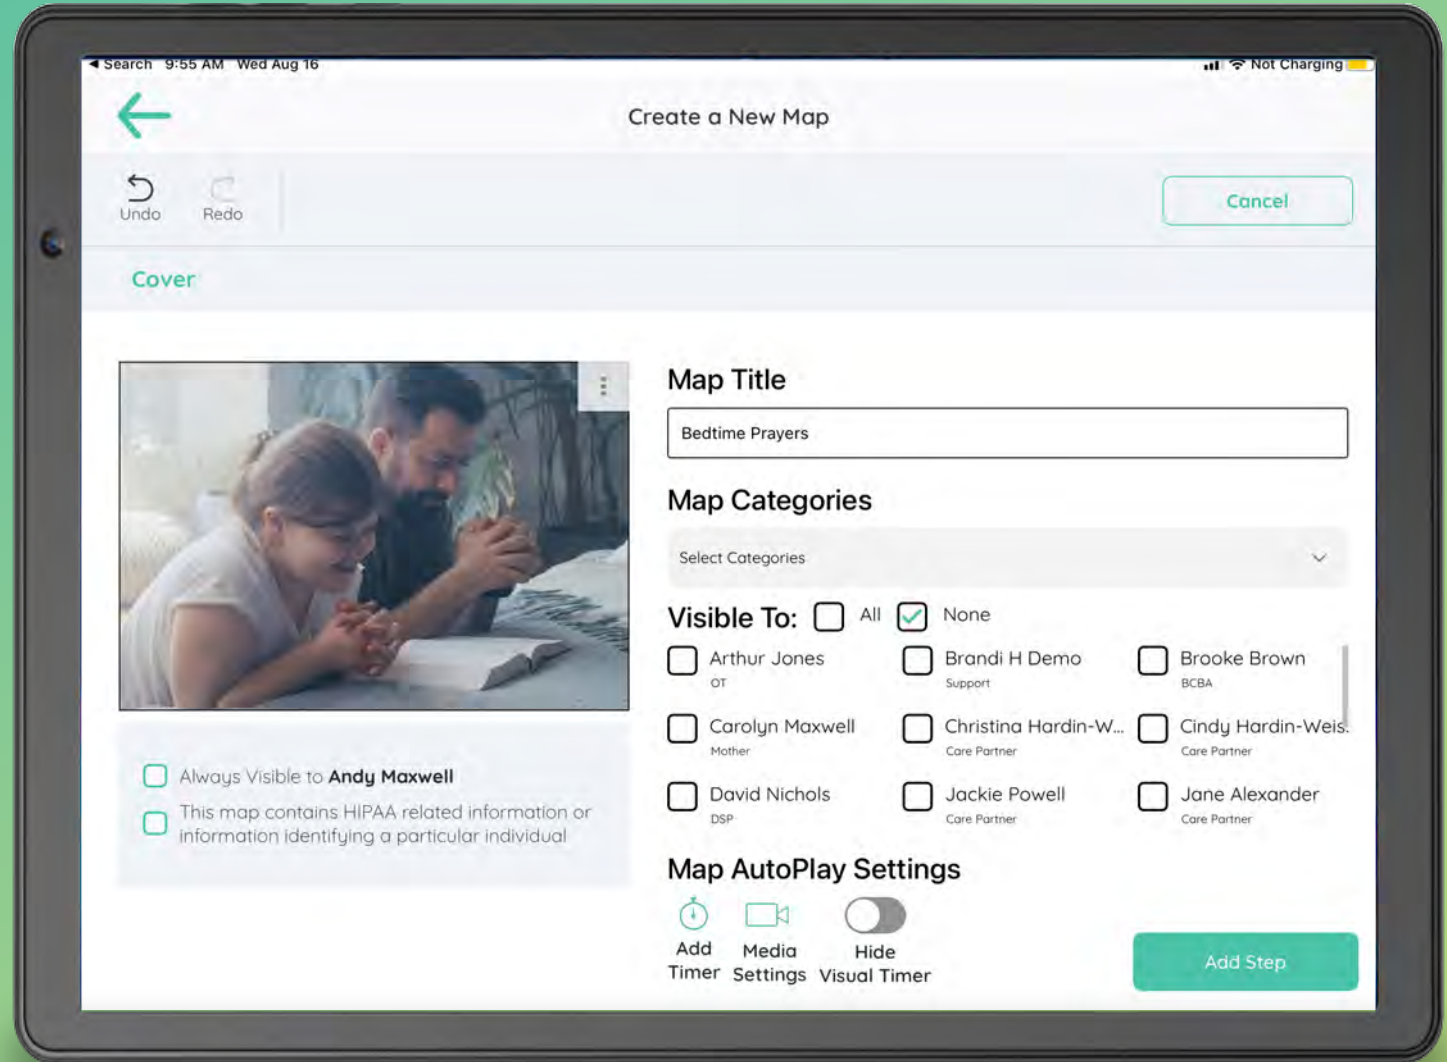 Search 9:55 AM Wed Aug 16
Not Charging
Create a New Map
Undo
Redo
Cancel
Cover
Map Title
Bedtime Prayers
Map Categories
Select Categories
Visible To: All None
Arthur Jones
OT
Brandi H Demo
Support
Brooke Brown
BCBA
Carolyn Maxwell
Mother
Christina Hardin-W...
Care Partner
Cindy Hardin-Weis.
Care Partner
David Nichols
DSP
Jackie Powell
Care Partner
Jane Alexander
Care Partner
Always Visible to Andy Maxwell
This map contains HIPAA related information or
information identifying a particular individual
Map AutoPlay Settings
Add
Timer
Media
Settings
Hide
Visual Timer
Add Step